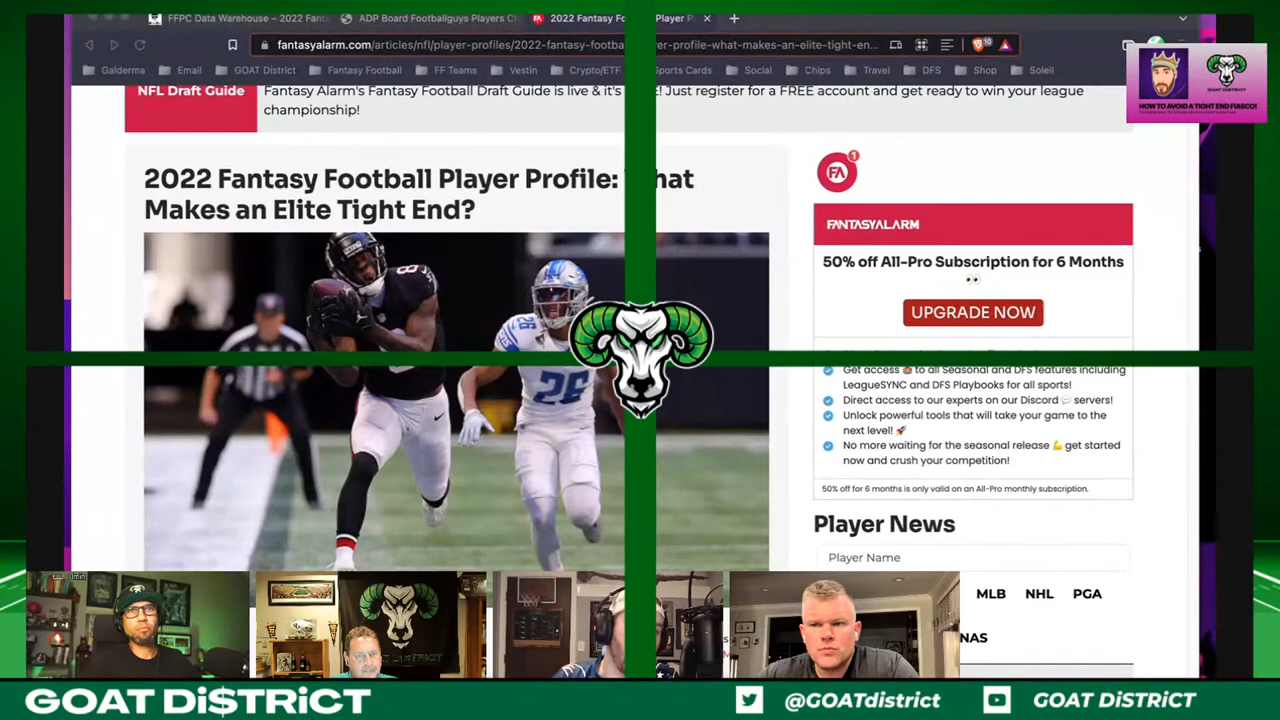 FFPC Data Warehouse – 2022 Fant
ADP Board Footballguys Players C
2022 Fantasy Fo Player P
fantasyalarm.com/articles/nfl/player-profiles/2022-fantasy-footba er-profile-what-makes-an-elite-tight-en...
10
Galderma Email GOAT District Fantasy Football FF Teams Vestin Crypto/ETF Sports Cards Social Chips Travel DFS Shop Soleil
GOAT DISTRICT
HOW TO AVOID A TIGHT END FIASCO!
NFL Draft Guide
Fantasy Alarm's Fantasy Football Draft Guide is live & it's ! Just register for a FREE account and get ready to win your league
championship!
2022 Fantasy Football Player Profile: hat
Makes an Elite Tight End?
8
26
26
FA
1
FANTASYALARM
50% off All-Pro Subscription for 6 Months
👀
UPGRADE NOW
Get access to all Seasonal and DFS features including
LeagueSYNC and DFS Playbooks for all sports!
Direct access to our experts on our Discord servers!
Unlock powerful tools that will take your game to the
next level! 🚀
No more waiting for the seasonal release 💪 get started
now and crush your competition!
50% off for 6 months is only valid on an All-Pro monthly subscription.
Player News
Player Name
MLB NHL PGA
NAS
DISTRICT
GOAT DiSTRiCT
@GOATdistrict
GOAT DiSTRiCT